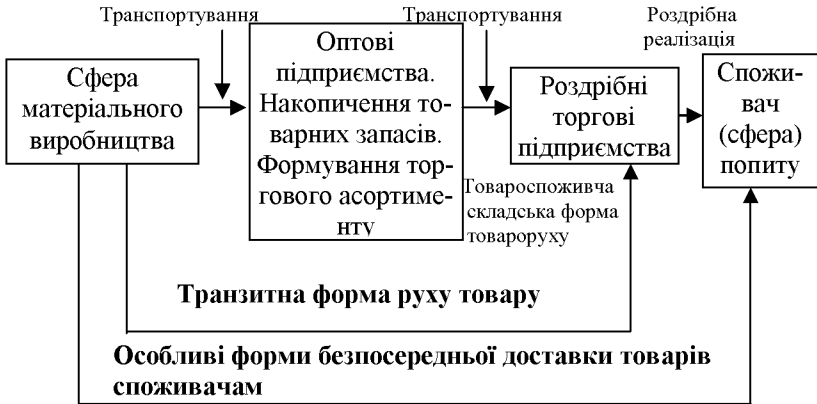 Транспортування
Транспортування
Роздрібна
реалізація
Сфера
матеріального
виробництва
Оптові
підприємства.
Накопичення то-
варних запасів.
Формування тор-
гового асортиме-
нту
Роздрібні
торгові
підприємства
Спожи-
вач
(сфера)
попиту
Товароспоживча
складська форма
товароруху
Транзитна форма руху товару
Особливі форми безпосередньої доставки товарів
споживачам